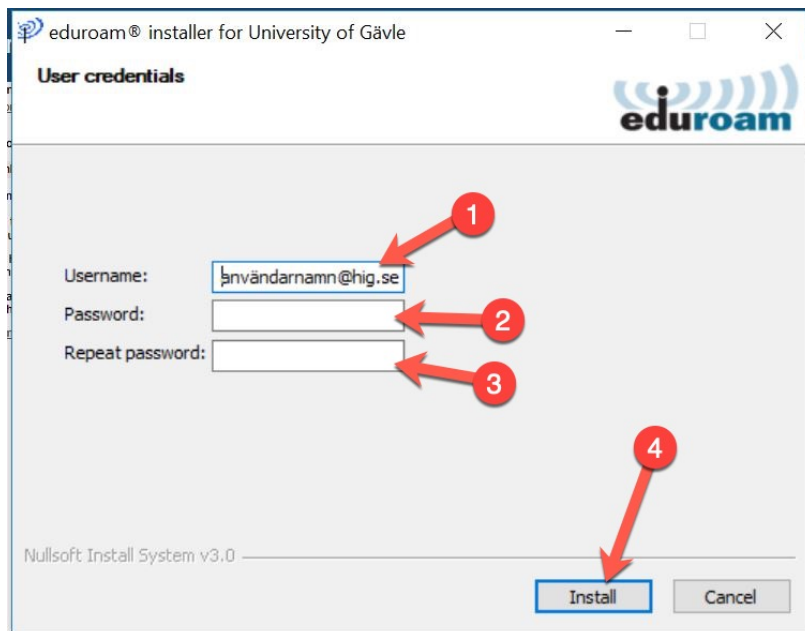 eduroam® installer for University of Gävle
User credentials
eduroam
1
Username:
användarnamn@hig.se
Password:
2
Repeat password:
3
4
Nullsoft Install System v3.0
Install
Cancel